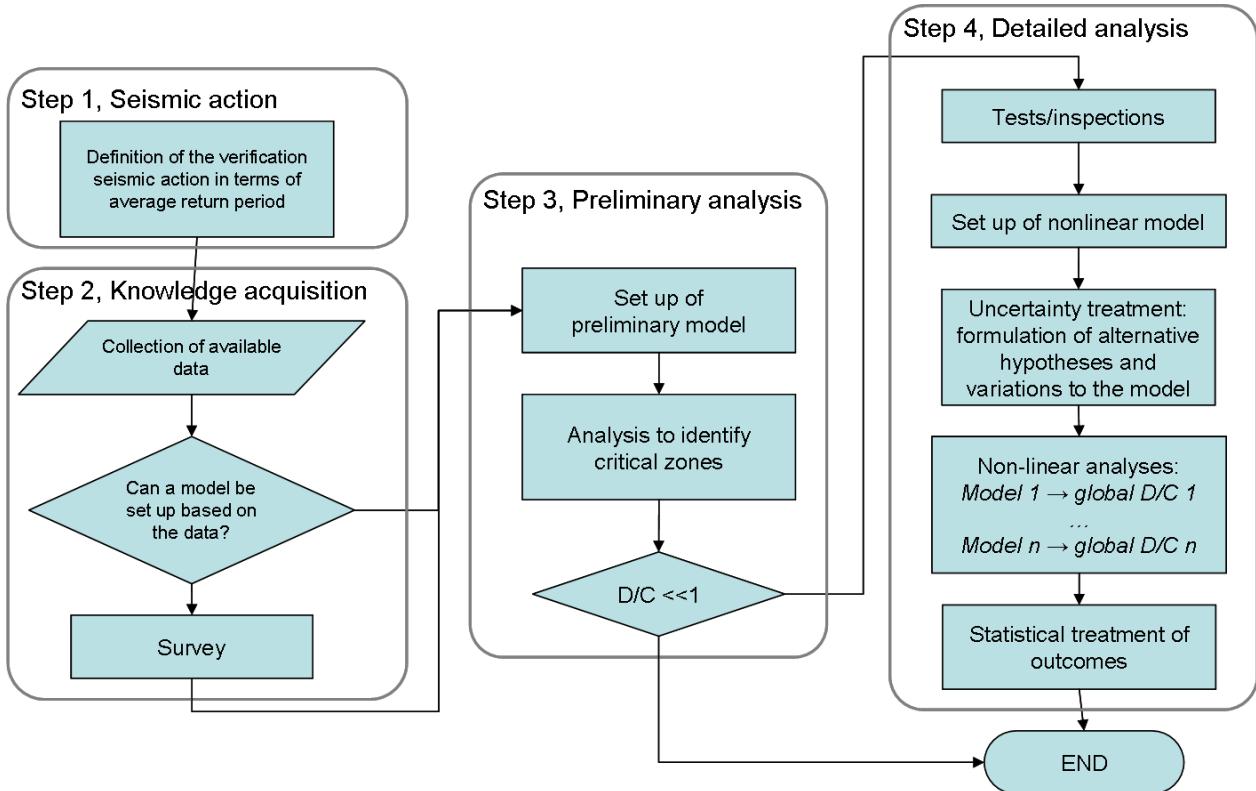 Step 1, Seismic action
Definition of the verification
seismic action in terms of
average return period
Step 2, Knowledge acquisition
Collection of available
data
Can a model be
set up based on
the data?
Survey
Step 3, Preliminary analysis
Set up of
preliminary model
Analysis to identify
critical zones
D/C <<1
Step 4, Detailed analysis
Tests/inspections
Set up of nonlinear model
Uncertainty treatment:
formulation of alternative
hypotheses and
variations to the model
Non-linear analyses:
Model 1 → global D/C 1
...
Model n → global D/C n
Statistical treatment of
outcomes
END